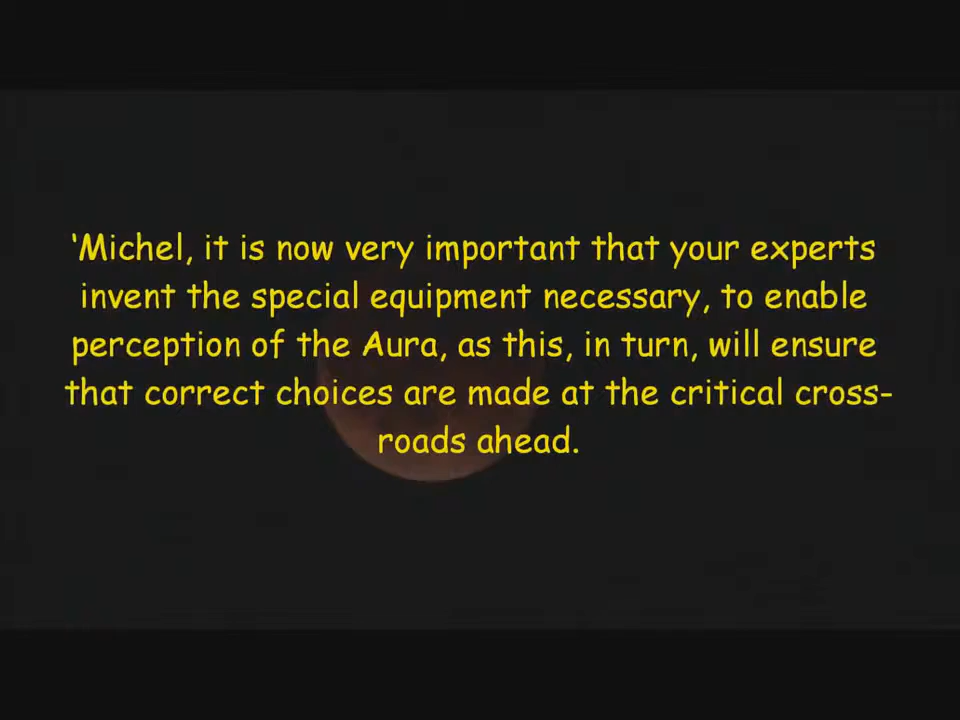 ‘Michel, it is now very important that your experts
invent the special equipment necessary, to enable
perception of the Aura, as this, in turn, will ensure
that correct choices are made at the critical cross-
roads ahead.